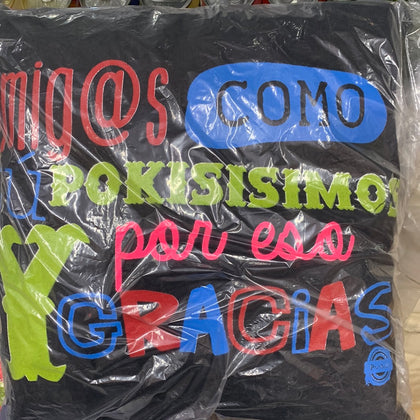 mig@s COMO
ú POKISISIMOS
por eso
Y GRACIAS